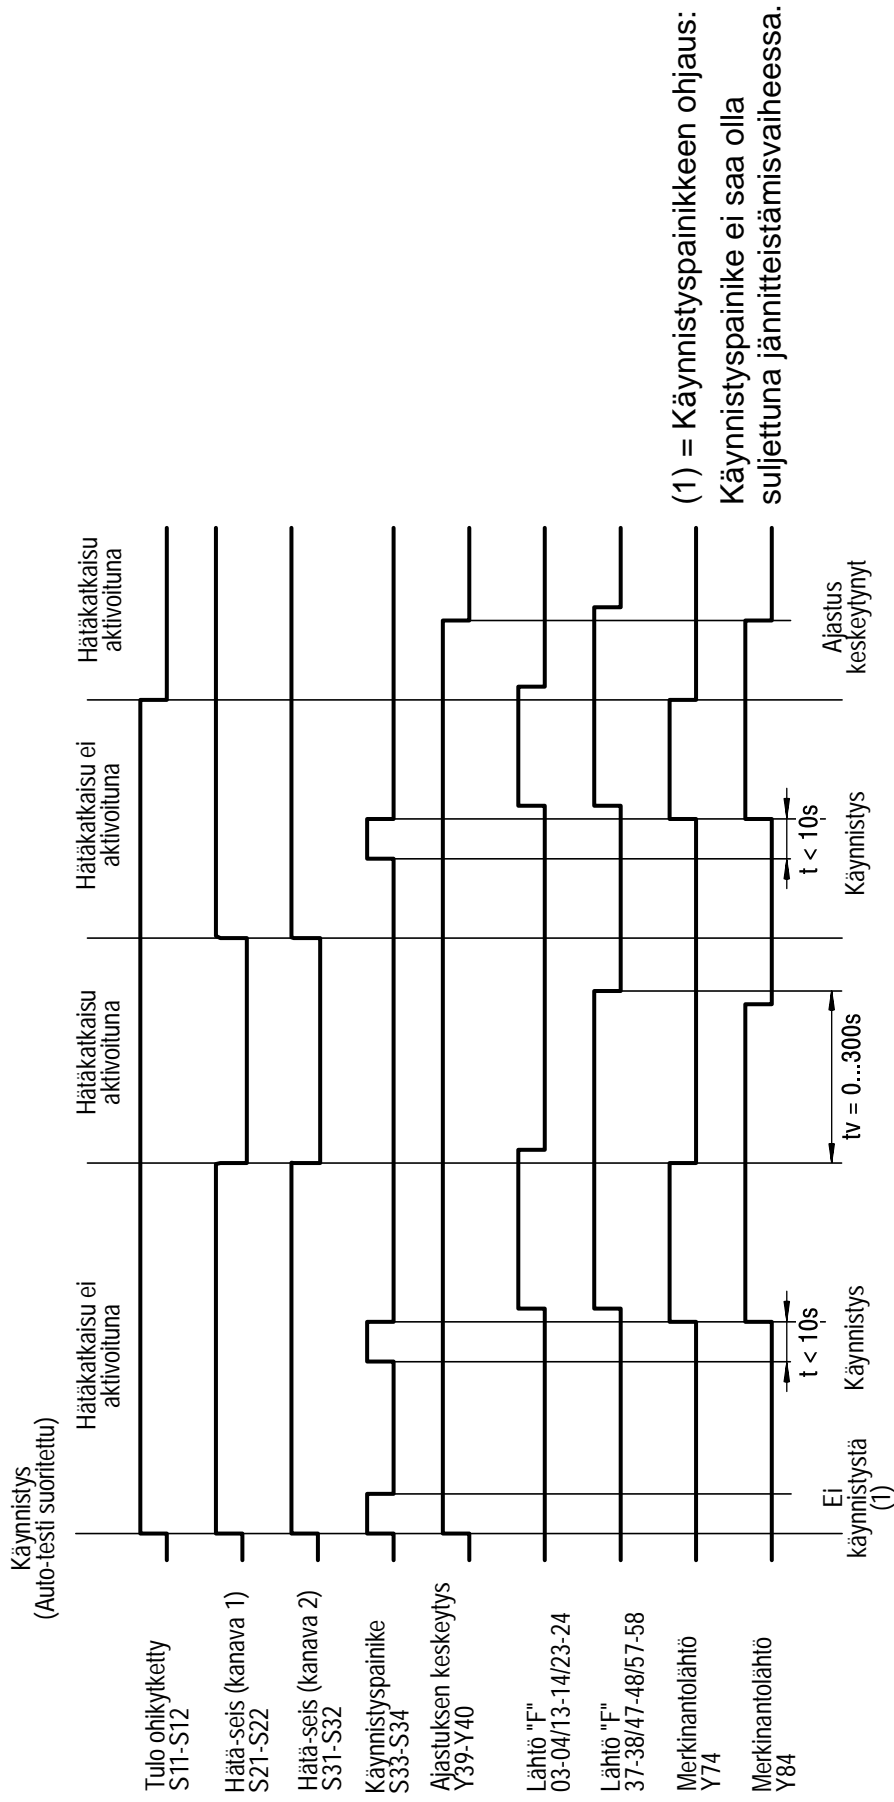 Käynnistys
(Auto-testi suoritettu)
Hätäkatkaisu ei
aktivoituna
Hätäkatkaisu
aktivoituna
Hätäkatkaisu ei
aktivoituna
Hätäkatkaisu
aktivoituna
Tulo ohikytketty
S11-S12
Hätä-seis (kanava 1)
S21-S22
Hätä-seis (kanava 2)
S31-S32
Käynnistyspainike
S33-S34
Ajastuksen keskeytys
Y39-Y40
Lähtö "F"
03-04/13-14/23-24
Lähtö "F"
37-38/47-48/57-58
Merkinantolähtö
Y74
Merkinantolähtö
Y84
t < 10s
t < 10s
Ei
käynnistystä
(1)
Käynnistys
tv = 0...300s
Käynnistys
Ajastus
keskeytynyt
(1) = Käynnistyspainikkeen ohjaus:
Käynnistyspainike ei saa olla
suljettuna jännitteistämisvaiheessa.